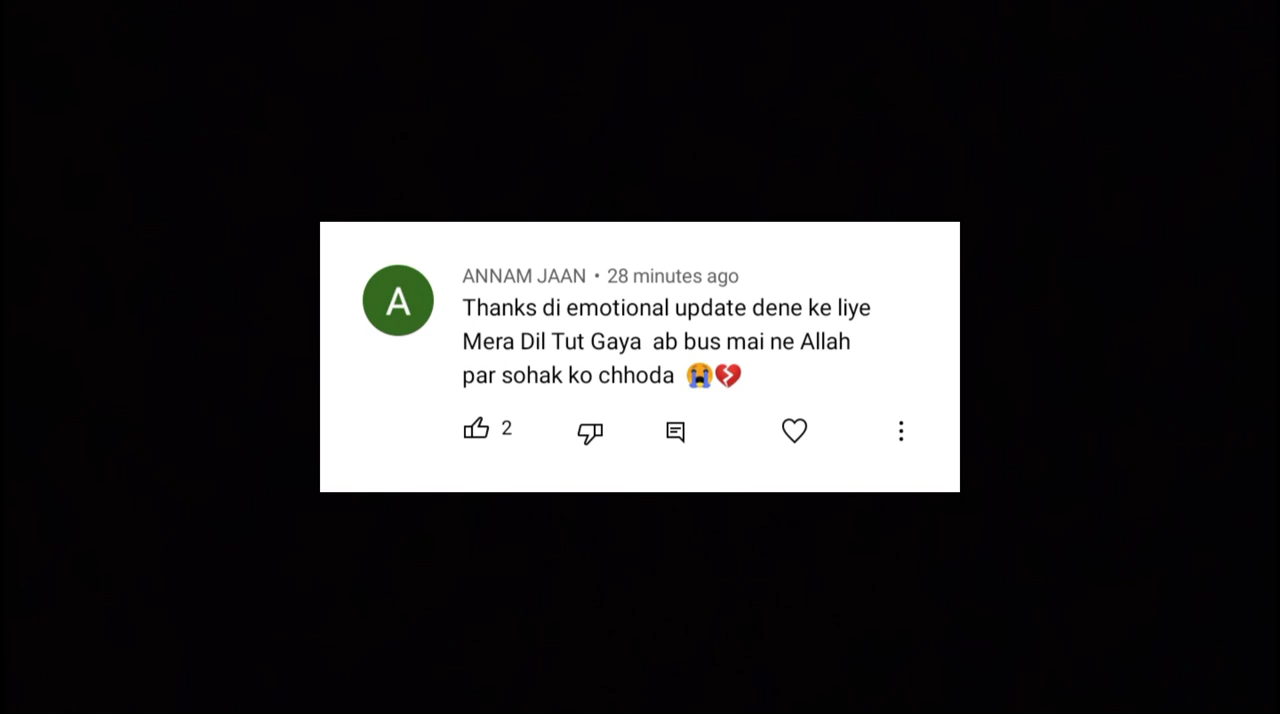 A
ANNAM JAAN • 28 minutes ago
Thanks di emotional update dene ke liye
Mera Dil Tut Gaya  ab bus mai ne Allah
par sohak ko chhoda 😭💔
2